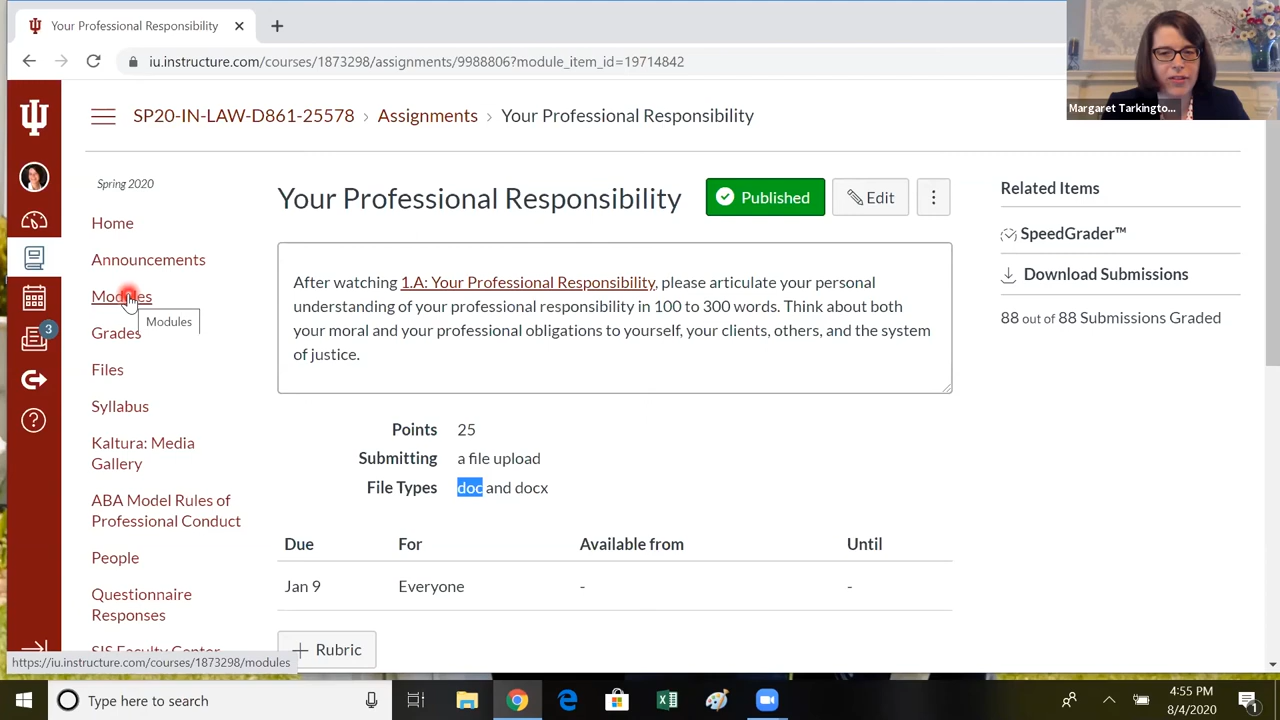 Your Professional Responsibility
iu.instructure.com/courses/1873298/assignments/9988806?module_item_id=19714842
Margaret Tarkingto...
SP20-IN-LAW-D861-25578 › Assignments › Your Professional Responsibility
Spring 2020
Home
Announcements
Modules
Modules
Grades
Files
Syllabus
Kaltura: Media
Gallery
ABA Model Rules of
Professional Conduct
People
Questionnaire
Responses
SIS Faculty Center
3
Your Professional Responsibility
Published
Edit
After watching 1.A: Your Professional Responsibility, please articulate your personal
understanding of your professional responsibility in 100 to 300 words. Think about both
your moral and your professional obligations to yourself, your clients, others, and the system
of justice.
Points 25
Submitting a file upload
File Types doc and docx
Due For Available from Until
Jan 9 Everyone - -
+ Rubric
Related Items
SpeedGrader™
Download Submissions
88 out of 88 Submissions Graded
https://iu.instructure.com/courses/1873298/modules
Type here to search
4:55 PM
8/4/2020
1